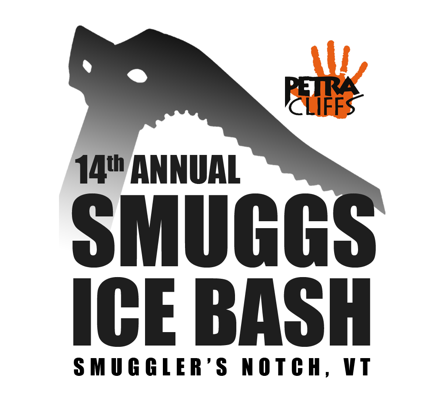 PETRA
CLIFFS
14th ANNUAL
SMUGGS
ICE BASH
SMUGGLER'S NOTCH, VT